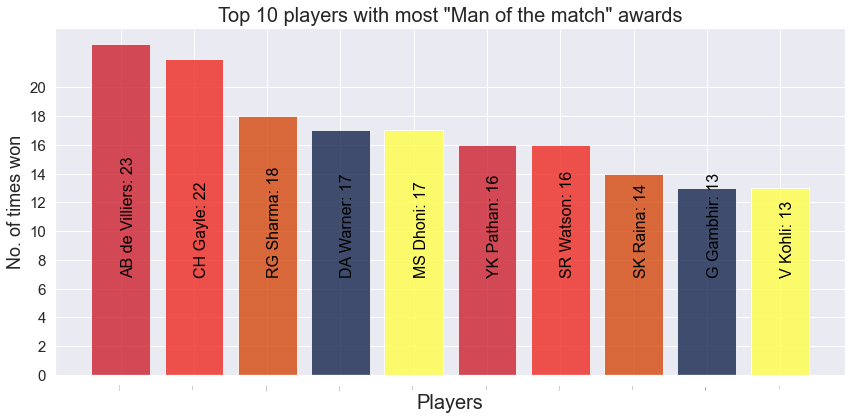 Top 10 players with most "Man of the match" awards
No. of times won
20
18
16
14
12
10
8
6
4
2
0
AB de Villiers: 23
CH Gayle: 22
RG Sharma: 18
DA Warner: 17
MS Dhoni: 17
YK Pathan: 16
SR Watson: 16
SK Raina: 14
G Gambhir: 13
V Kohli: 13
Players